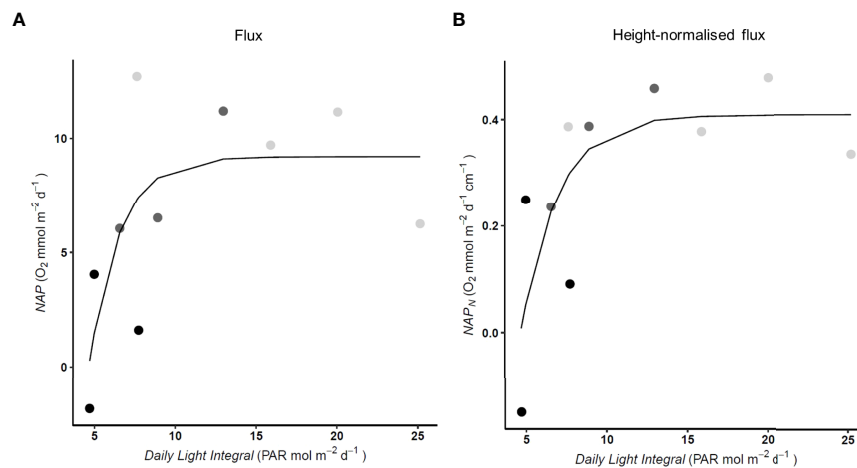 A
Flux
NAP (O₂ mmol m⁻² d⁻¹)
10
5
0
5
10
15
20
25
Daily Light Integral (PAR mol m⁻² d⁻¹)
B
Height-normalised flux
NAP_N (O₂ mmol m⁻² d⁻¹ cm⁻¹)
0.4
0.2
0.0
5
10
15
20
25
Daily Light Integral (PAR mol m⁻² d⁻¹)